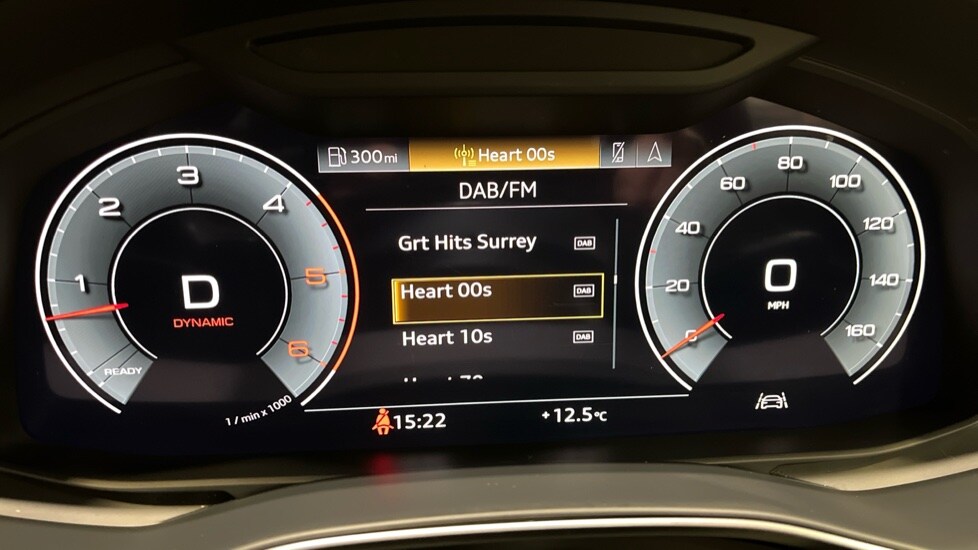 300mi
Heart 00s
DAB/FM
Grt Hits Surrey DAB
Heart 00s DAB
Heart 10s DAB
15:22
+12.5°C
1
2
3
4
5
6
D
DYNAMIC
READY
1 / min x 1000
0
20
40
60
80
100
120
140
160
0
MPH